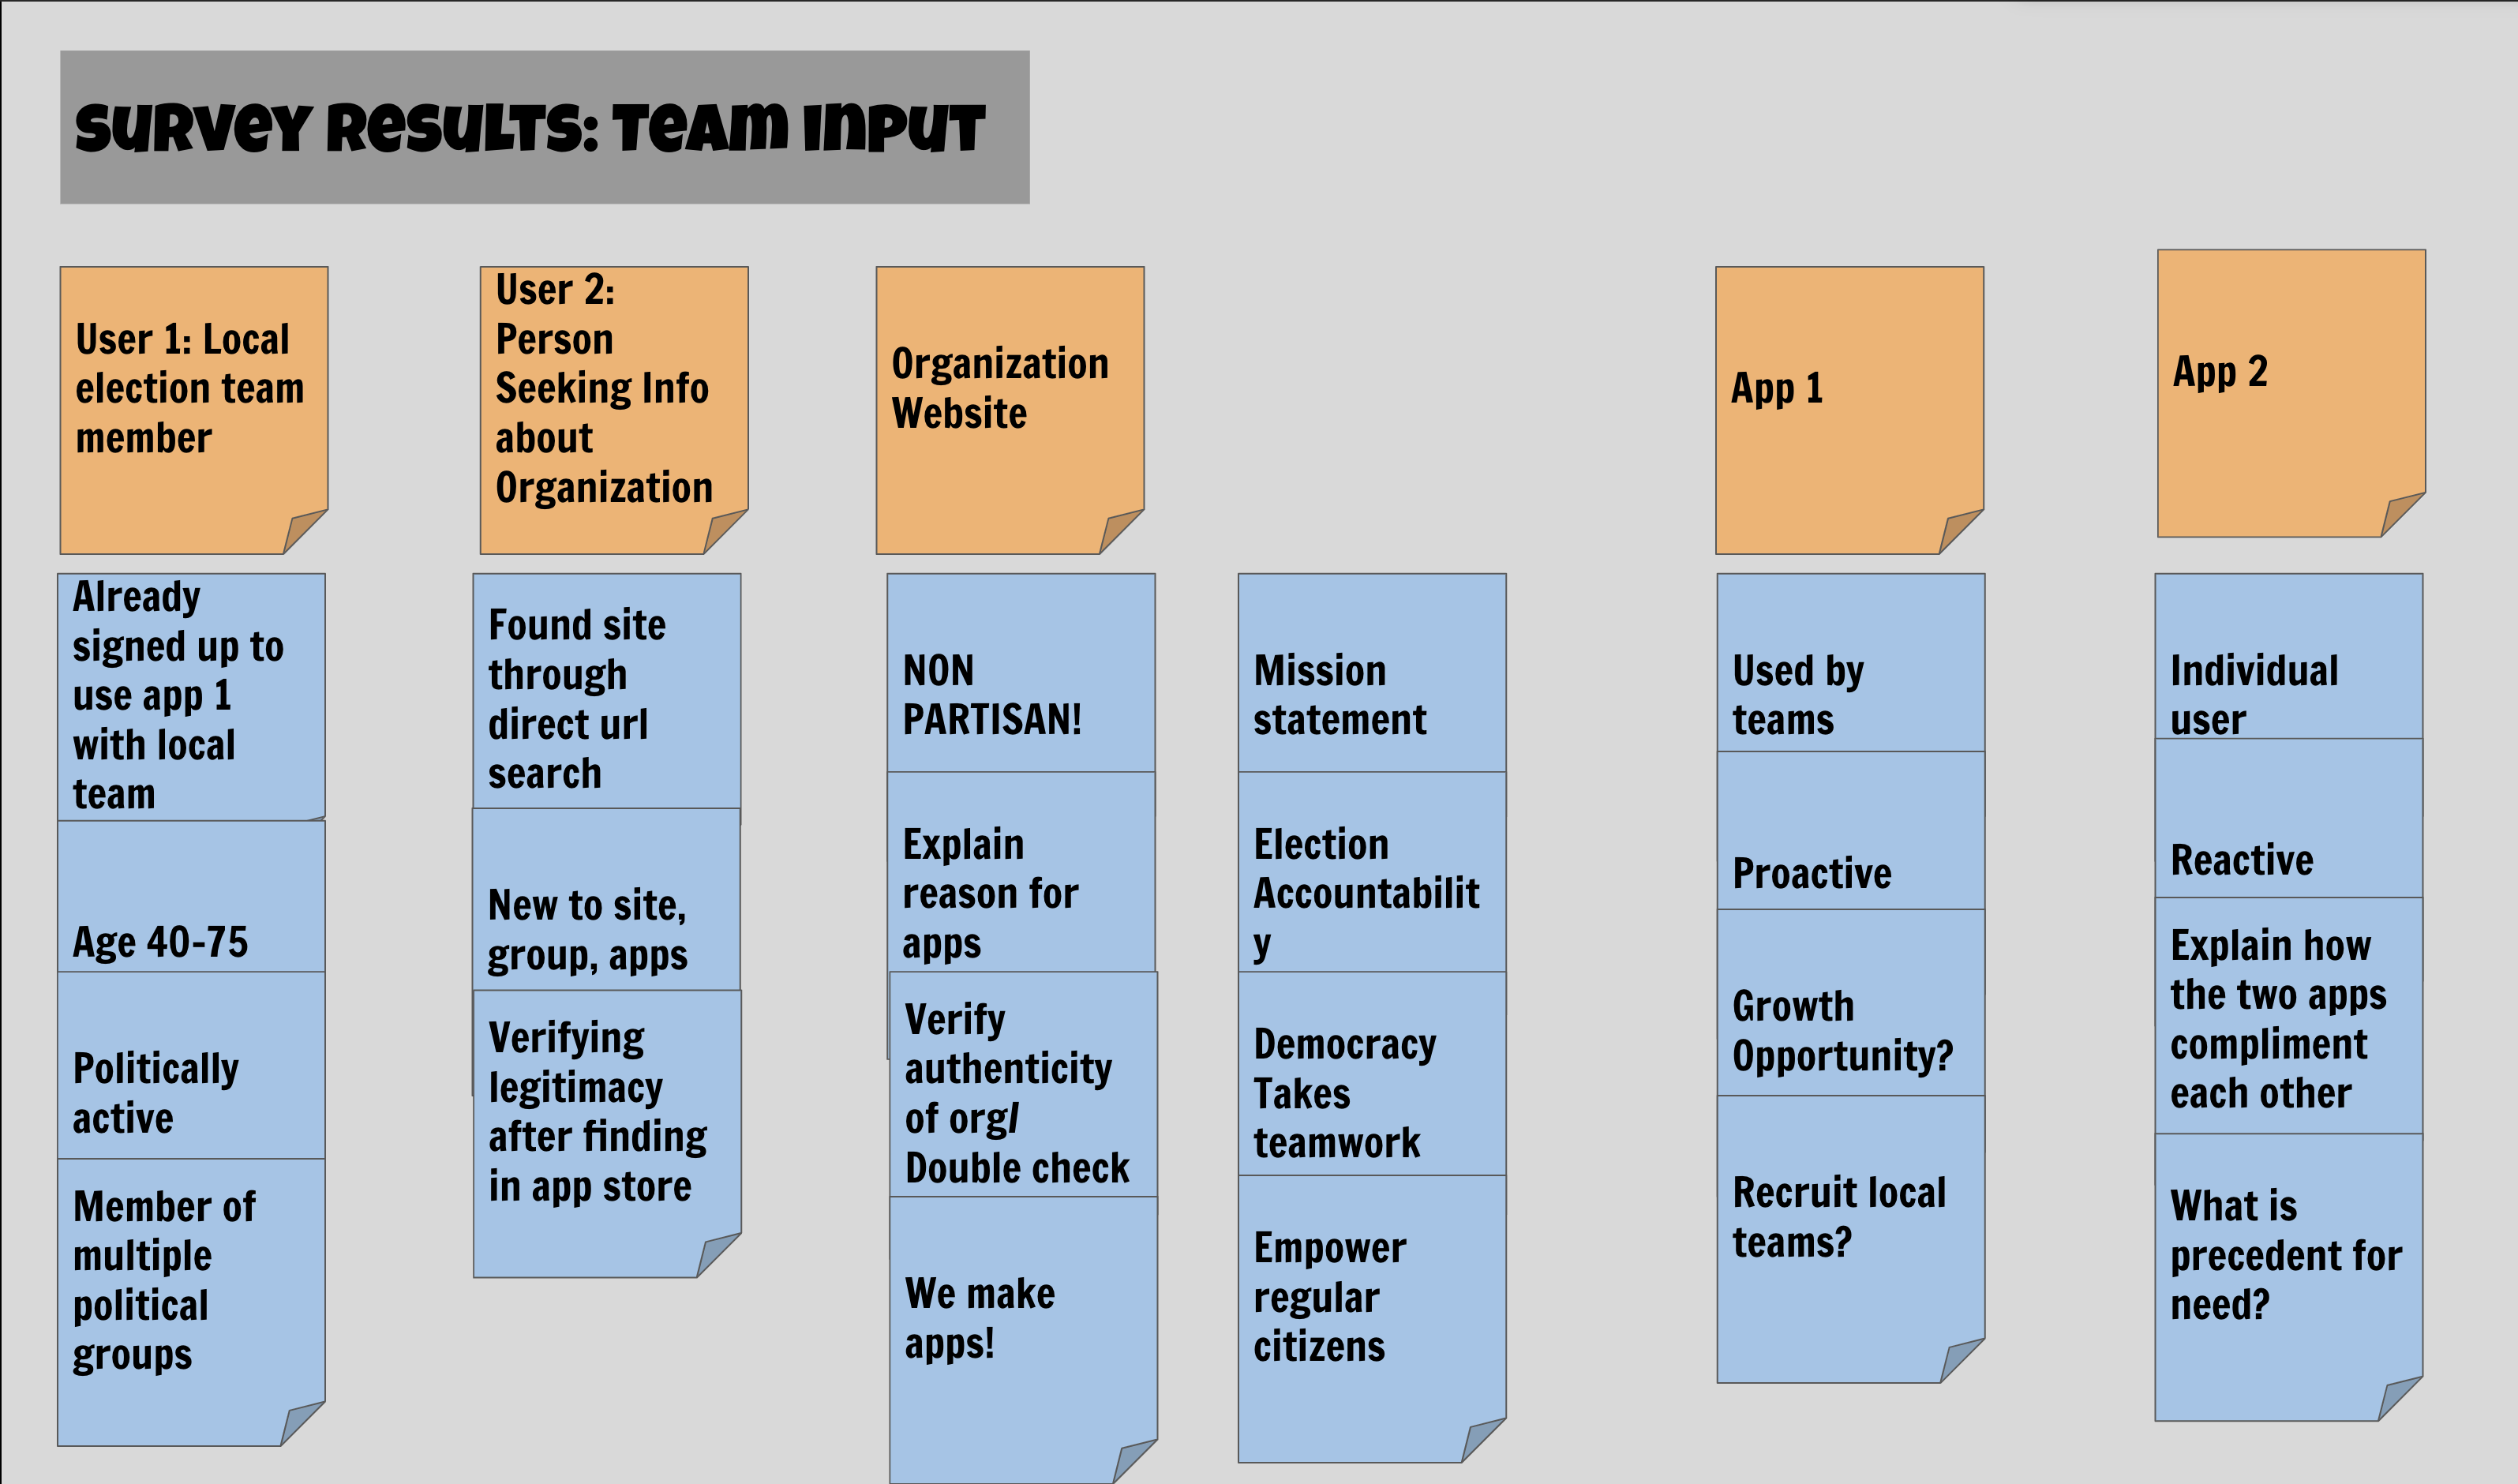 Survey Results: Team Input
User 1: Local
election team
member
Already
signed up to
use app 1
with local
team
Age 40-75
Politically
active
Member of
multiple
political
groups
User 2:
Person
Seeking Info
about
Organization
Found site
through
direct url
search
New to site,
group, apps
Verifying
legitimacy
after finding
in app store
Organization
Website
NON
PARTISAN!
Explain
reason for
apps
Verify
authenticity
of org/
Double check
We make
apps!
Mission
statement
Election
Accountabilit
y
Democracy
Takes
teamwork
Empower
regular
citizens
App 1
Used by
teams
Proactive
Growth
Opportunity?
Recruit local
teams?
App 2
Individual
user
Reactive
Explain how
the two apps
compliment
each other
What is
precedent for
need?